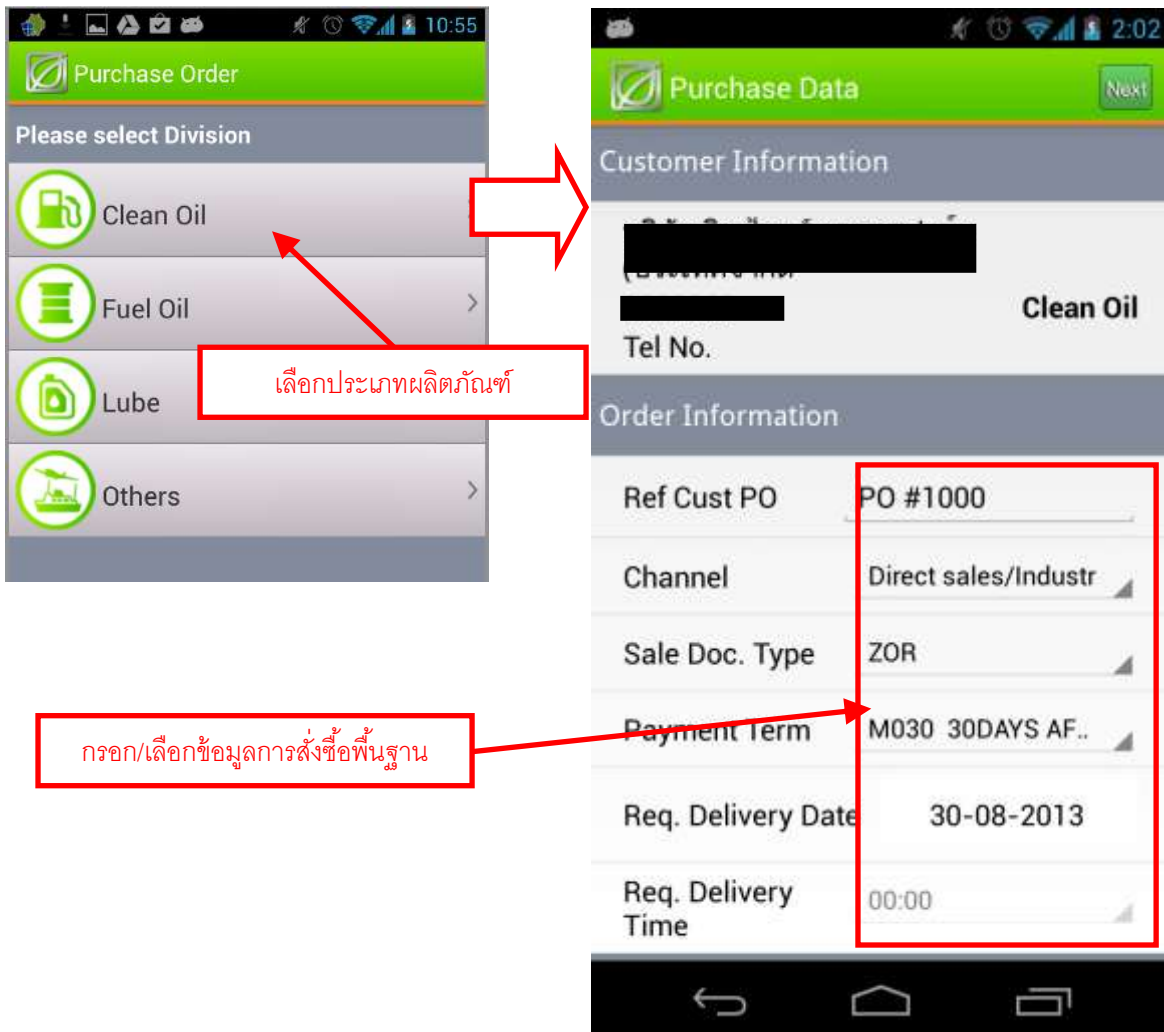 10:55
Purchase Order
Please select Division
Clean Oil
Fuel Oil
Lube
Others
เลือกประเภทผลิตภัณฑ์
กรอก/เลือกข้อมูลการสั่งซื้อพื้นฐาน
2:02
Purchase Data
Next
Customer Information
Clean Oil
Tel No.
Order Information
Ref Cust PO PO #1000
Channel Direct sales/Industr
Sale Doc. Type ZOR
Payment Term M030 30DAYS AF..
Req. Delivery Date 30-08-2013
Req. Delivery
Time 00:00